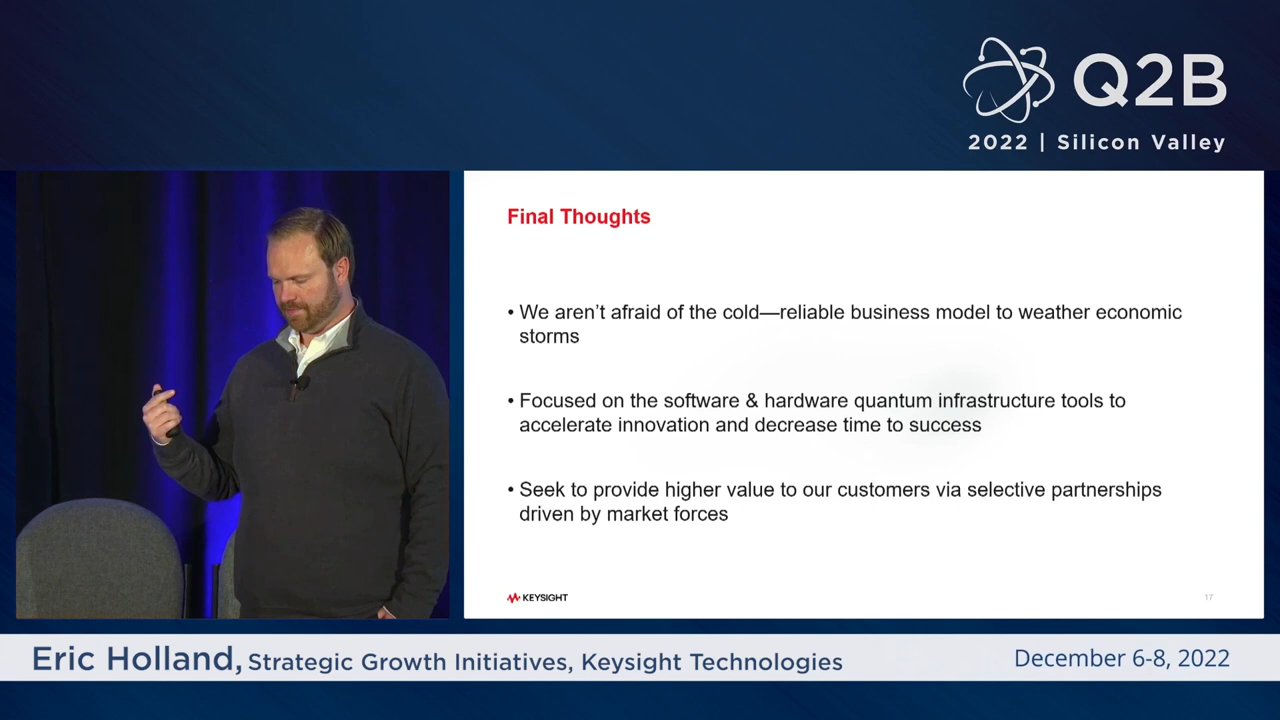 Q2B
2022 | Silicon Valley
Final Thoughts
• We aren’t afraid of the cold—reliable business model to weather economic
storms
• Focused on the software & hardware quantum infrastructure tools to
accelerate innovation and decrease time to success
• Seek to provide higher value to our customers via selective partnerships
driven by market forces
KEYSIGHT
17
Eric Holland, Strategic Growth Initiatives, Keysight Technologies
December 6-8, 2022